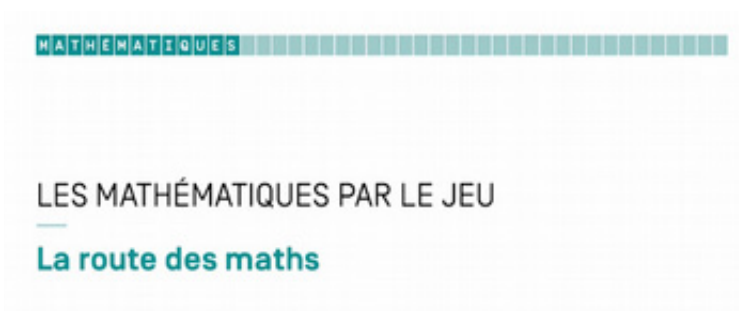 MATHÉMATIQUES
LES MATHÉMATIQUES PAR LE JEU
La route des maths